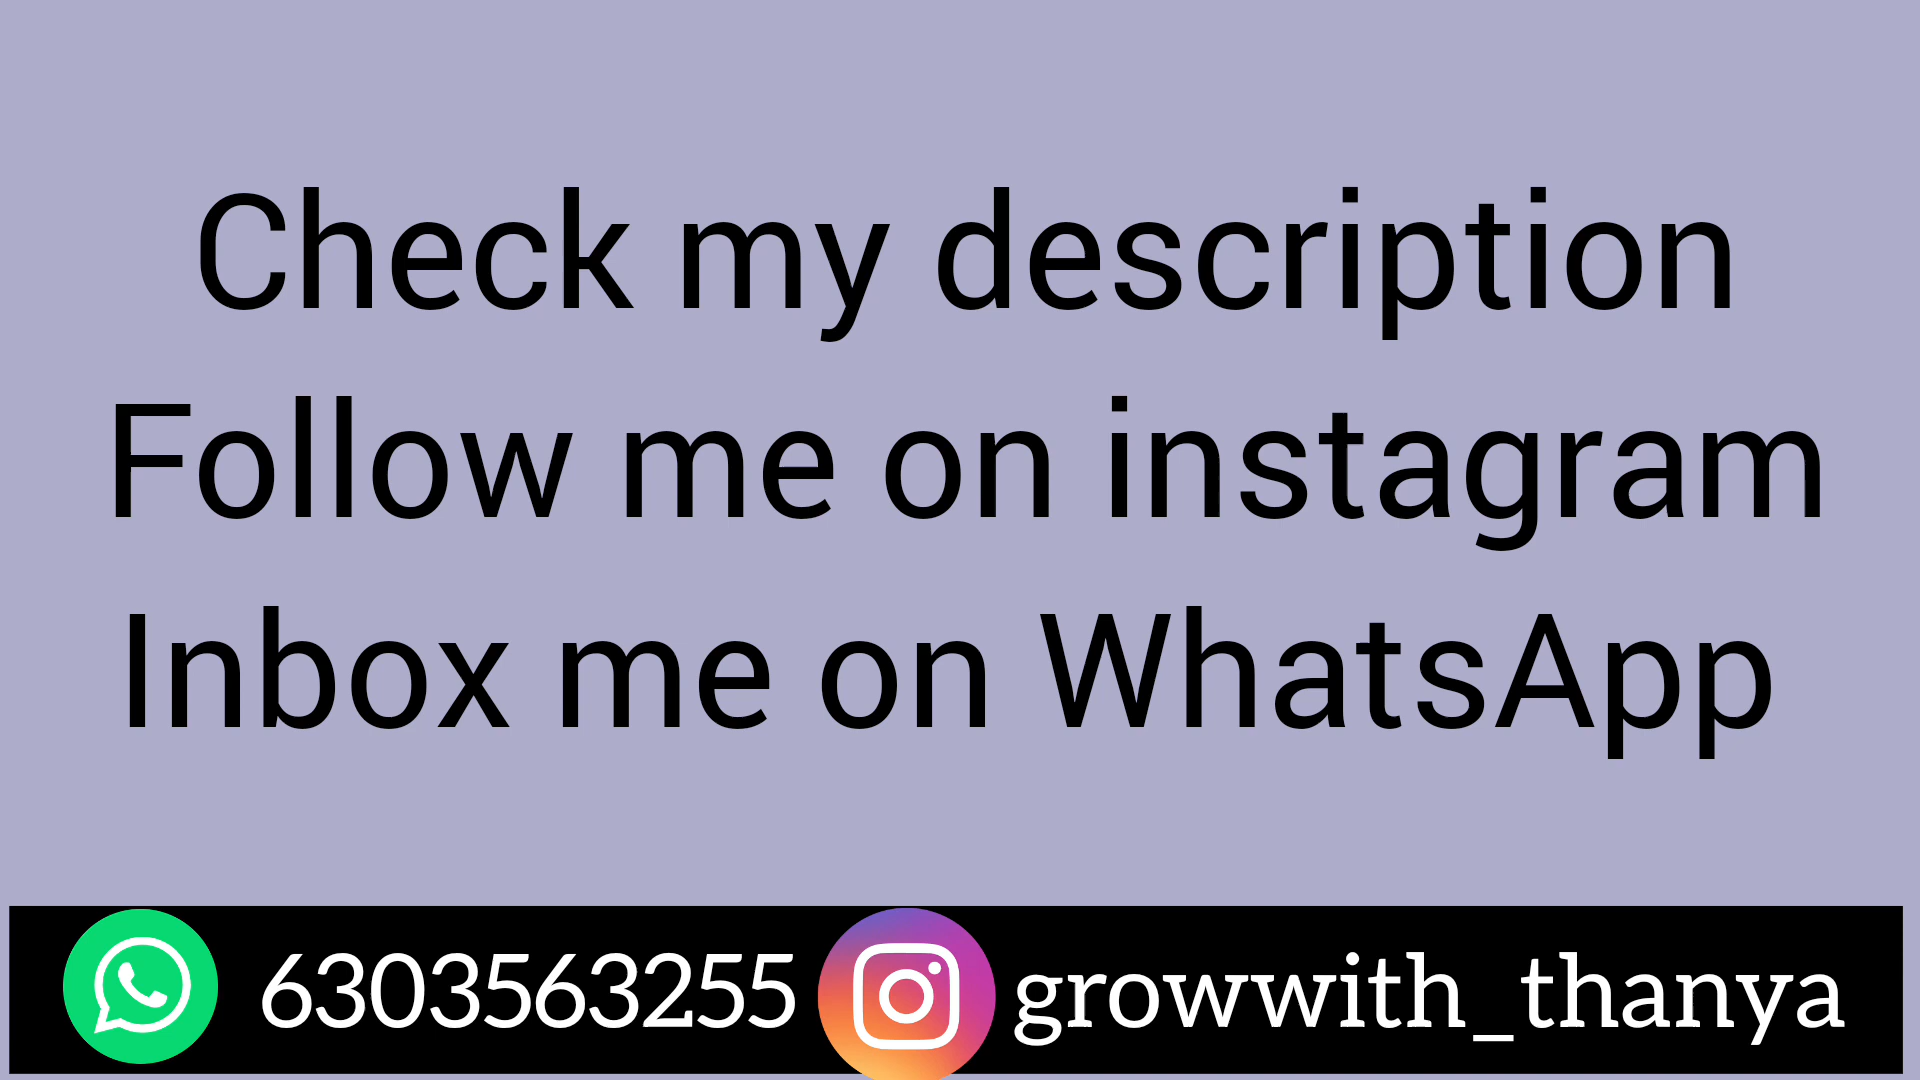 Check my description
Follow me on instagram
Inbox me on WhatsApp
6303563255 growwith_thanya